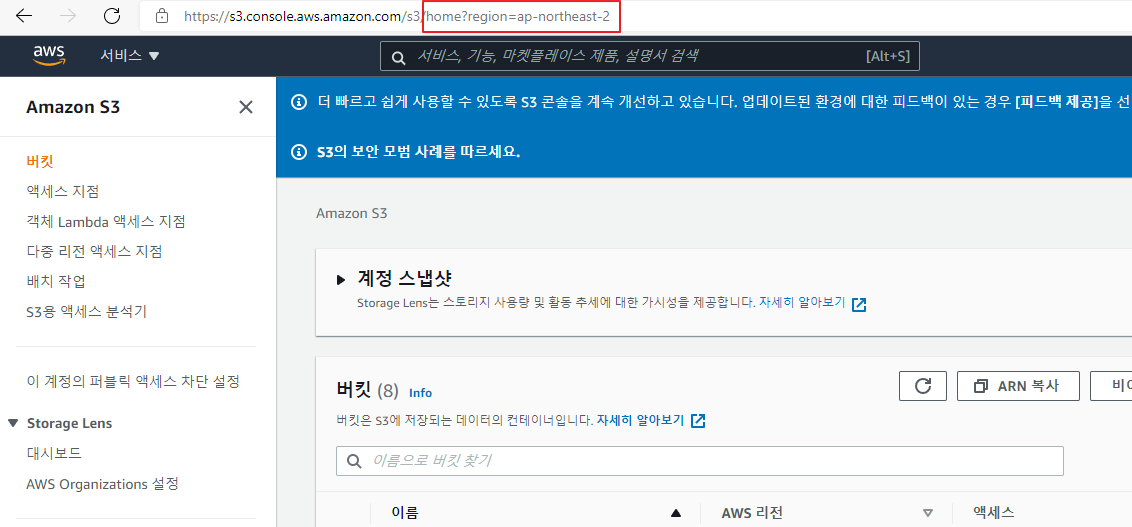 https://s3.console.aws.amazon.com/s3/home?region=ap-northeast-2
aws 서비스 서비스, 기능, 마켓플레이스 제품, 설명서 검색 [Alt+S]
Amazon S3
버킷
액세스 지점
객체 Lambda 액세스 지점
다중 리전 액세스 지점
배치 작업
S3용 액세스 분석기
이 계정의 퍼블릭 액세스 차단 설정
Storage Lens
대시보드
AWS Organizations 설정
더 빠르고 쉽게 사용할 수 있도록 S3 콘솔을 계속 개선하고 있습니다. 업데이트된 환경에 대한 피드백이 있는 경우 [피드백 제공]을 선
S3의 보안 모범 사례를 따르세요.
Amazon S3
계정 스냅샷
Storage Lens는 스토리지 사용량 및 활동 추세에 대한 가시성을 제공합니다. 자세히 알아보기
버킷 (8) Info
ARN 복사
버킷은 S3에 저장되는 데이터의 컨테이너입니다. 자세히 알아보기
이름으로 버킷 찾기
이름 AWS 리전 액세스